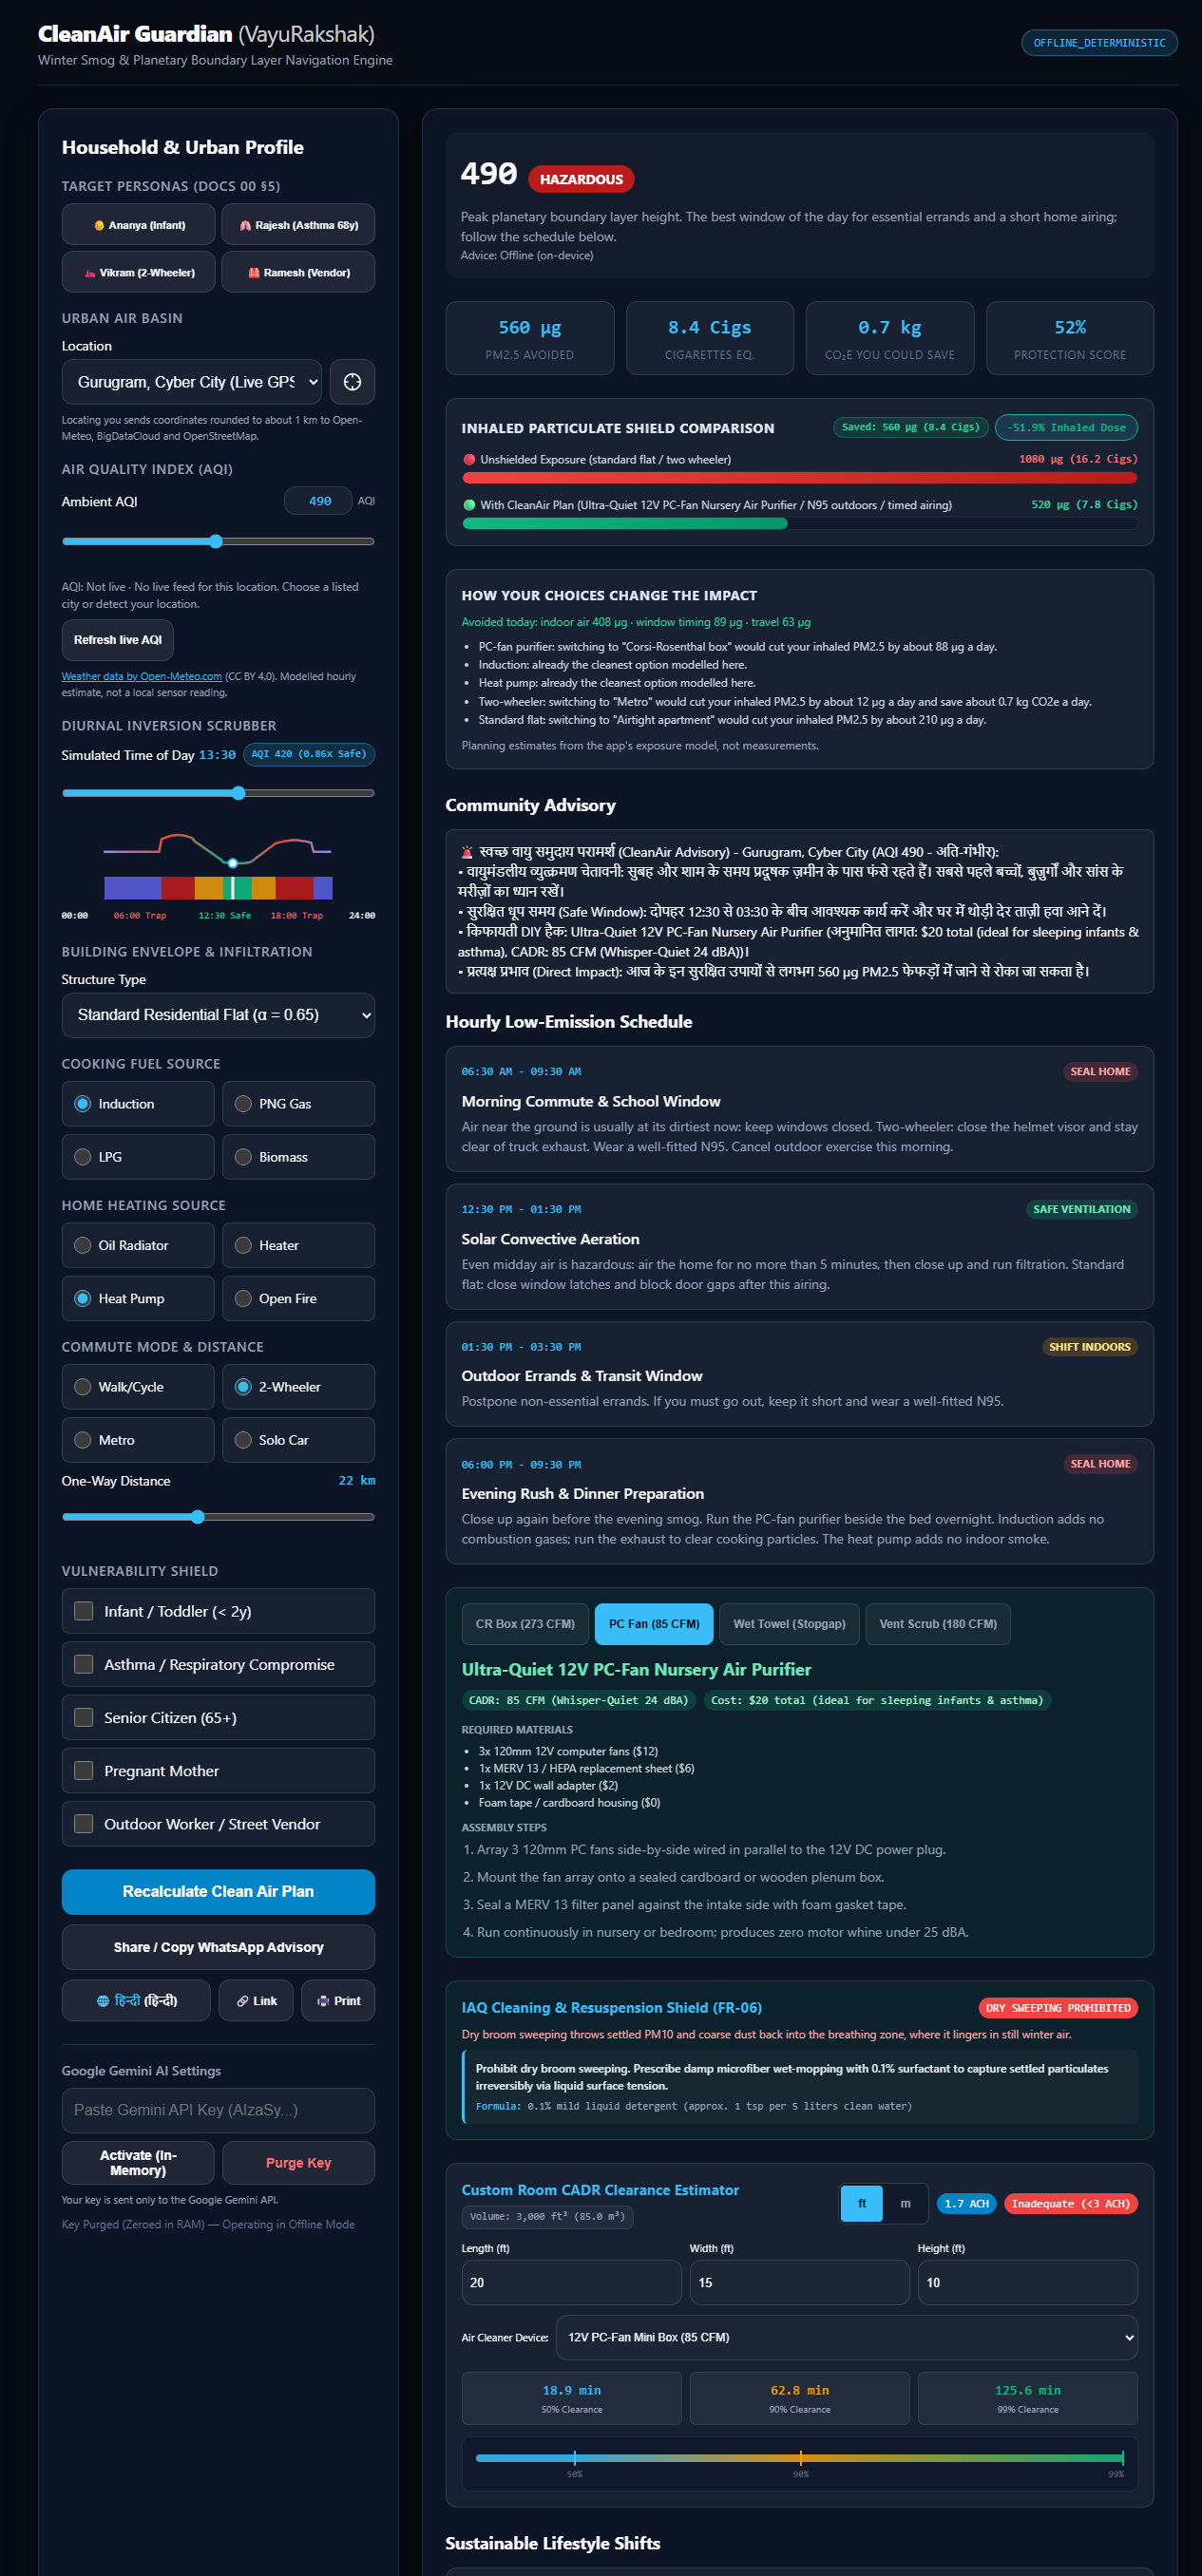 CleanAir Guardian (VayuRakshak)
Winter Smog & Planetary Boundary Layer Navigation Engine
OFFLINE_DETERMINISTIC
Household & Urban Profile
TARGET PERSONAS (DOCS 00 §5)
Ananya (Infant)
Rajesh (Asthma 68y)
Vikram (2-Wheeler)
Ramesh (Vendor)
URBAN AIR BASIN
Location
Gurugram, Cyber City (Live GPS
Locating you sends coordinates rounded to about 1 km to Open-
Meteo, BigDataCloud and OpenStreetMap.
AIR QUALITY INDEX (AQI)
Ambient AQI
490 AQI
AQI: Not live · No live feed for this location. Choose a listed
city or detect your location.
Refresh live AQI
Weather data by Open-Meteo.com (CC BY 4.0). Modelled hourly
estimate, not a local sensor reading.
DIURNAL INVERSION SCRUBBER
Simulated Time of Day 13:30 AQI 420 (0.86x Safe)
00:00 06:00 Trap 12:30 Safe 18:00 Trap 24:00
BUILDING ENVELOPE & INFILTRATION
Structure Type
Standard Residential Flat (α = 0.65)
COOKING FUEL SOURCE
Induction
PNG Gas
LPG
Biomass
HOME HEATING SOURCE
Oil Radiator
Heater
Heat Pump
Open Fire
COMMUTE MODE & DISTANCE
Walk/Cycle
2-Wheeler
Metro
Solo Car
One-Way Distance 22 km
VULNERABILITY SHIELD
Infant / Toddler (< 2y)
Asthma / Respiratory Compromise
Senior Citizen (65+)
Pregnant Mother
Outdoor Worker / Street Vendor
Recalculate Clean Air Plan
Share / Copy WhatsApp Advisory
हिन्दी (हिन्दी)
Link
Print
Google Gemini AI Settings
Paste Gemini API Key (AIzaSy...)
Activate (In-
Memory)
Purge Key
Your key is sent only to the Google Gemini API.
Key Purged (Zeroed in RAM) — Operating in Offline Mode
490 HAZARDOUS
Peak planetary boundary layer height. The best window of the day for essential errands and a short home airing;
follow the schedule below.
Advice: Offline (on-device)
560 µg
PM2.5 AVOIDED
8.4 Cigs
CIGARETTES EQ.
0.7 kg
CO₂E YOU COULD SAVE
52%
PROTECTION SCORE
INHALED PARTICULATE SHIELD COMPARISON
Saved: 560 µg (8.4 Cigs)
-51.9% Inhaled Dose
Unshielded Exposure (standard flat / two wheeler) 1080 µg (16.2 Cigs)
With CleanAir Plan (Ultra-Quiet 12V PC-Fan Nursery Air Purifier / N95 outdoors / timed airing) 520 µg (7.8 Cigs)
HOW YOUR CHOICES CHANGE THE IMPACT
Avoided today: indoor air 408 µg · window timing 89 µg · travel 63 µg
• PC-fan purifier: switching to "Corsi-Rosenthal box" would cut your inhaled PM2.5 by about 88 µg a day.
• Induction: already the cleanest option modelled here.
• Heat pump: already the cleanest option modelled here.
• Two-wheeler: switching to "Metro" would cut your inhaled PM2.5 by about 12 µg a day and save about 0.7 kg CO2e a day.
• Standard flat: switching to "Airtight apartment" would cut your inhaled PM2.5 by about 210 µg a day.
Planning estimates from the app's exposure model, not measurements.
Community Advisory
स्वच्छ वायु समुदाय परामर्श (CleanAir Advisory) - Gurugram, Cyber City (AQI 490 - अति-गंभीर):
• वायुमंडलीय व्युत्क्रमण चेतावनी: सुबह और शाम के समय प्रदूषक ज़मीन के पास फंसे रहते हैं। सबसे पहले बच्चों, बुज़ुर्गों और सांस के
मरीज़ों का ध्यान रखें।
• सुरक्षित धूप समय (Safe Window): दोपहर 12:30 से 03:30 के बीच आवश्यक कार्य करें और घर में थोड़ी देर ताज़ी हवा आने दें।
• किफायती DIY हैक: Ultra-Quiet 12V PC-Fan Nursery Air Purifier (अनुमानित लागत: $20 total (ideal for sleeping infants &
asthma), CADR: 85 CFM (Whisper-Quiet 24 dBA))।
• प्रत्यक्ष प्रभाव (Direct Impact): आज के इन सुरक्षित उपायों से लगभग 560 µg PM2.5 फेफड़ों में जाने से रोका जा सकता है।
Hourly Low-Emission Schedule
06:30 AM - 09:30 AM SEAL HOME
Morning Commute & School Window
Air near the ground is usually at its dirtiest now: keep windows closed. Two-wheeler: close the helmet visor and stay
clear of truck exhaust. Wear a well-fitted N95. Cancel outdoor exercise this morning.
12:30 PM - 01:30 PM SAFE VENTILATION
Solar Convective Aeration
Even midday air is hazardous: air the home for no more than 5 minutes, then close up and run filtration. Standard
flat: close window latches and block door gaps after this airing.
01:30 PM - 03:30 PM SHIFT INDOORS
Outdoor Errands & Transit Window
Postpone non-essential errands. If you must go out, keep it short and wear a well-fitted N95.
06:00 PM - 09:30 PM SEAL HOME
Evening Rush & Dinner Preparation
Close up again before the evening smog. Run the PC-fan purifier beside the bed overnight. Induction adds no
combustion gases; run the exhaust to clear cooking particles. The heat pump adds no indoor smoke.
CR Box (273 CFM)
PC Fan (85 CFM)
Wet Towel (Stopgap)
Vent Scrub (180 CFM)
Ultra-Quiet 12V PC-Fan Nursery Air Purifier
CADR: 85 CFM (Whisper-Quiet 24 dBA)
Cost: $20 total (ideal for sleeping infants & asthma)
REQUIRED MATERIALS
• 3x 120mm 12V computer fans ($12)
• 1x MERV 13 / HEPA replacement sheet ($6)
• 1x 12V DC wall adapter ($2)
• Foam tape / cardboard housing ($0)
ASSEMBLY STEPS
1. Array 3 120mm PC fans side-by-side wired in parallel to the 12V DC power plug.
2. Mount the fan array onto a sealed cardboard or wooden plenum box.
3. Seal a MERV 13 filter panel against the intake side with foam gasket tape.
4. Run continuously in nursery or bedroom; produces zero motor whine under 25 dBA.
IAQ Cleaning & Resuspension Shield (FR-06)
DRY SWEEPING PROHIBITED
Dry broom sweeping throws settled PM10 and coarse dust back into the breathing zone, where it lingers in still winter air.
Prohibit dry broom sweeping. Prescribe damp microfiber wet-mopping with 0.1% surfactant to capture settled particulates
irreversibly via liquid surface tension.
Formula: 0.1% mild liquid detergent (approx. 1 tsp per 5 liters clean water)
Custom Room CADR Clearance Estimator
ft m 1.7 ACH Inadequate (<3 ACH)
Volume: 3,000 ft³ (85.0 m³)
Length (ft) Width (ft) Height (ft)
20 15 10
Air Cleaner Device: 12V PC-Fan Mini Box (85 CFM)
18.9 min
50% Clearance
62.8 min
90% Clearance
125.6 min
99% Clearance
50% 90% 99%
Sustainable Lifestyle Shifts